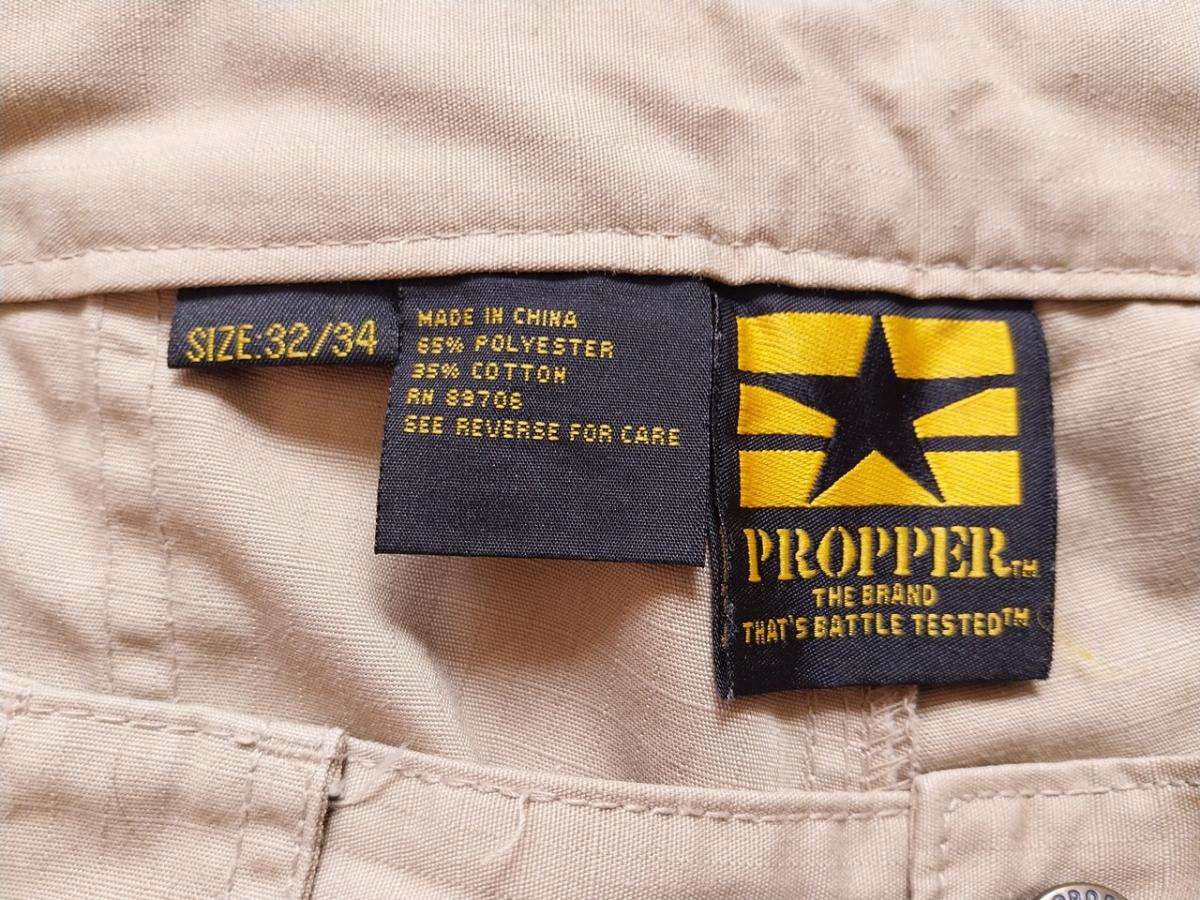 SIZE:32/34
MADE IN CHINA
65% POLYESTER
35% COTTON
RN 89706
SEE REVERSE FOR CARE
PROPPER™
THE BRAND
THAT'S BATTLE TESTED™